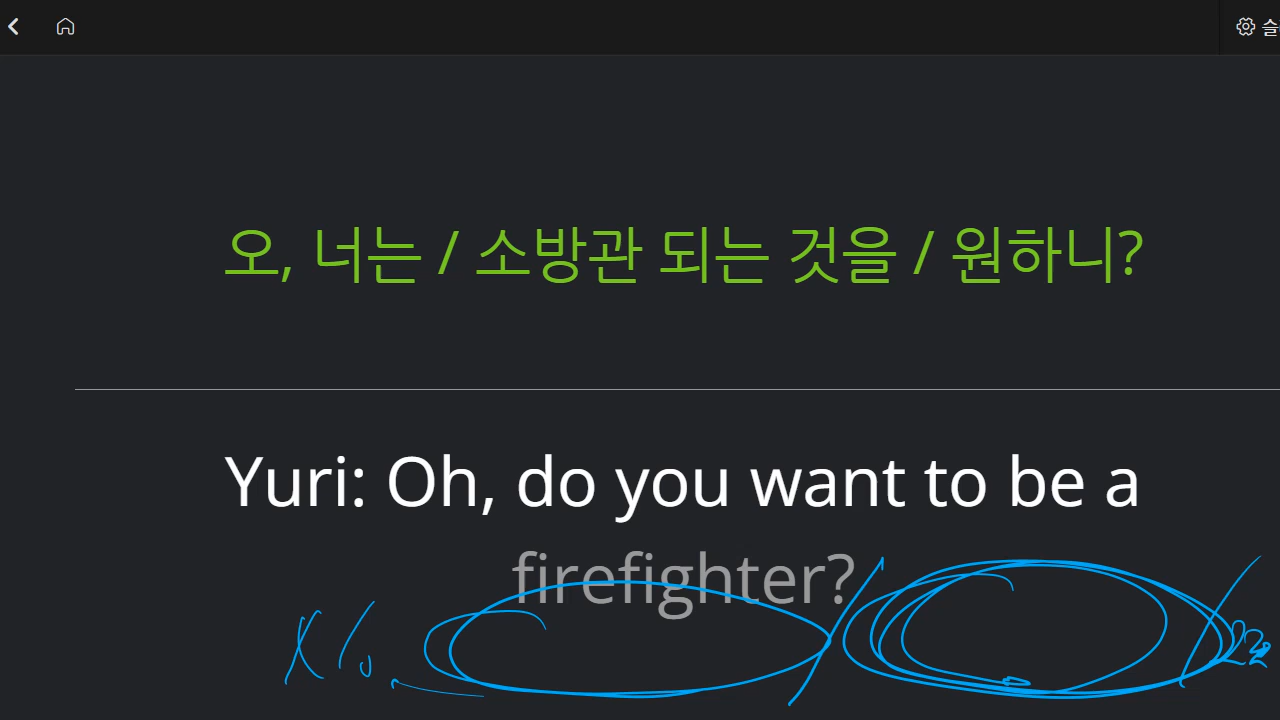 슬
오, 너는 / 소방관 되는 것을 / 원하니?
Yuri: Oh, do you want to be a
firefighter?